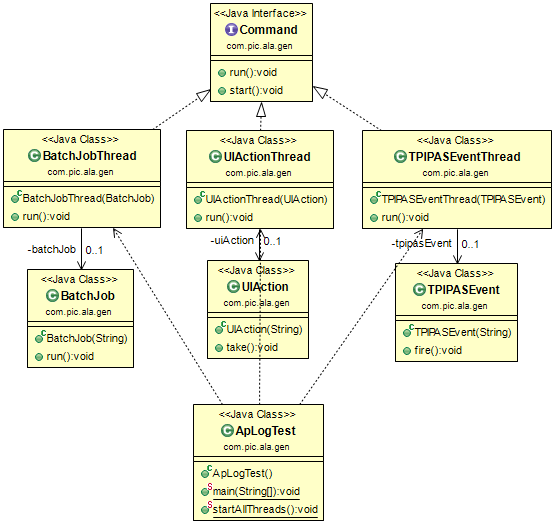 <<Java Interface>>
Command
com.pic.ala.gen
run():void
start():void
<<Java Class>>
BatchJobThread
com.pic.ala.gen
BatchJobThread(BatchJob)
run():void
<<Java Class>>
UIActionThread
com.pic.ala.gen
UIActionThread(UIAction)
run():void
<<Java Class>>
TPIPASEventThread
com.pic.ala.gen
TPIPASEventThread(TPIPASEvent)
run():void
-batchJob 0..1
-uiAction 0..1
-tpipasEvent 0..1
<<Java Class>>
BatchJob
com.pic.ala.gen
BatchJob(String)
run():void
<<Java Class>>
UIAction
com.pic.ala.gen
UIAction(String)
take():void
<<Java Class>>
TPIPASEvent
com.pic.ala.gen
TPIPASEvent(String)
fire():void
<<Java Class>>
ApLogTest
com.pic.ala.gen
ApLogTest()
main(String[]):void
startAllThreads():void